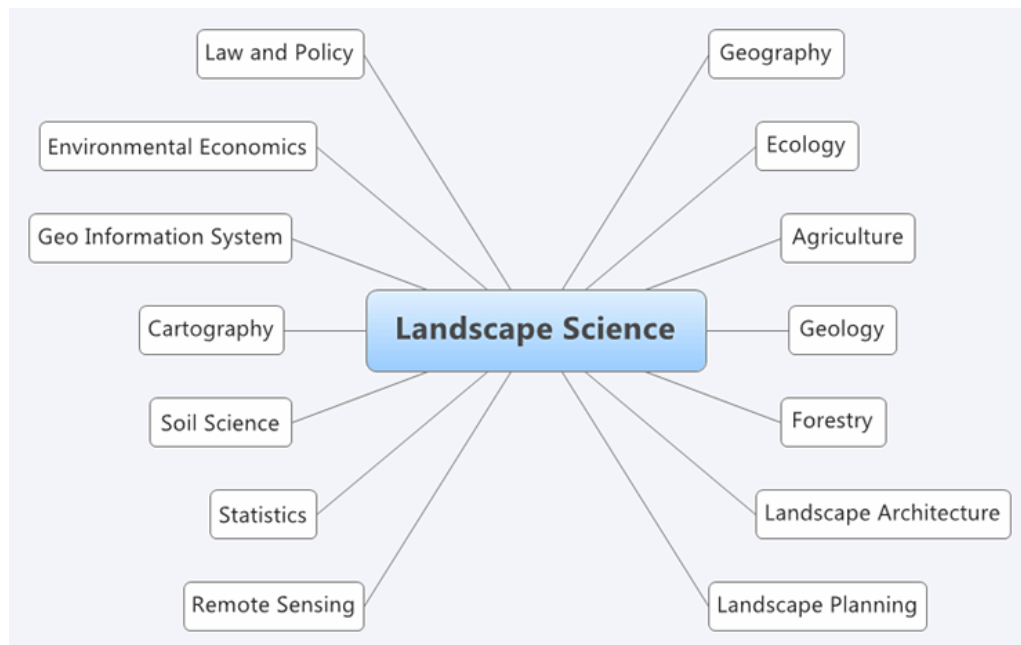 Law and Policy
Geography
Environmental Economics
Ecology
Geo Information System
Agriculture
Cartography
Landscape Science
Geology
Soil Science
Forestry
Statistics
Landscape Architecture
Remote Sensing
Landscape Planning